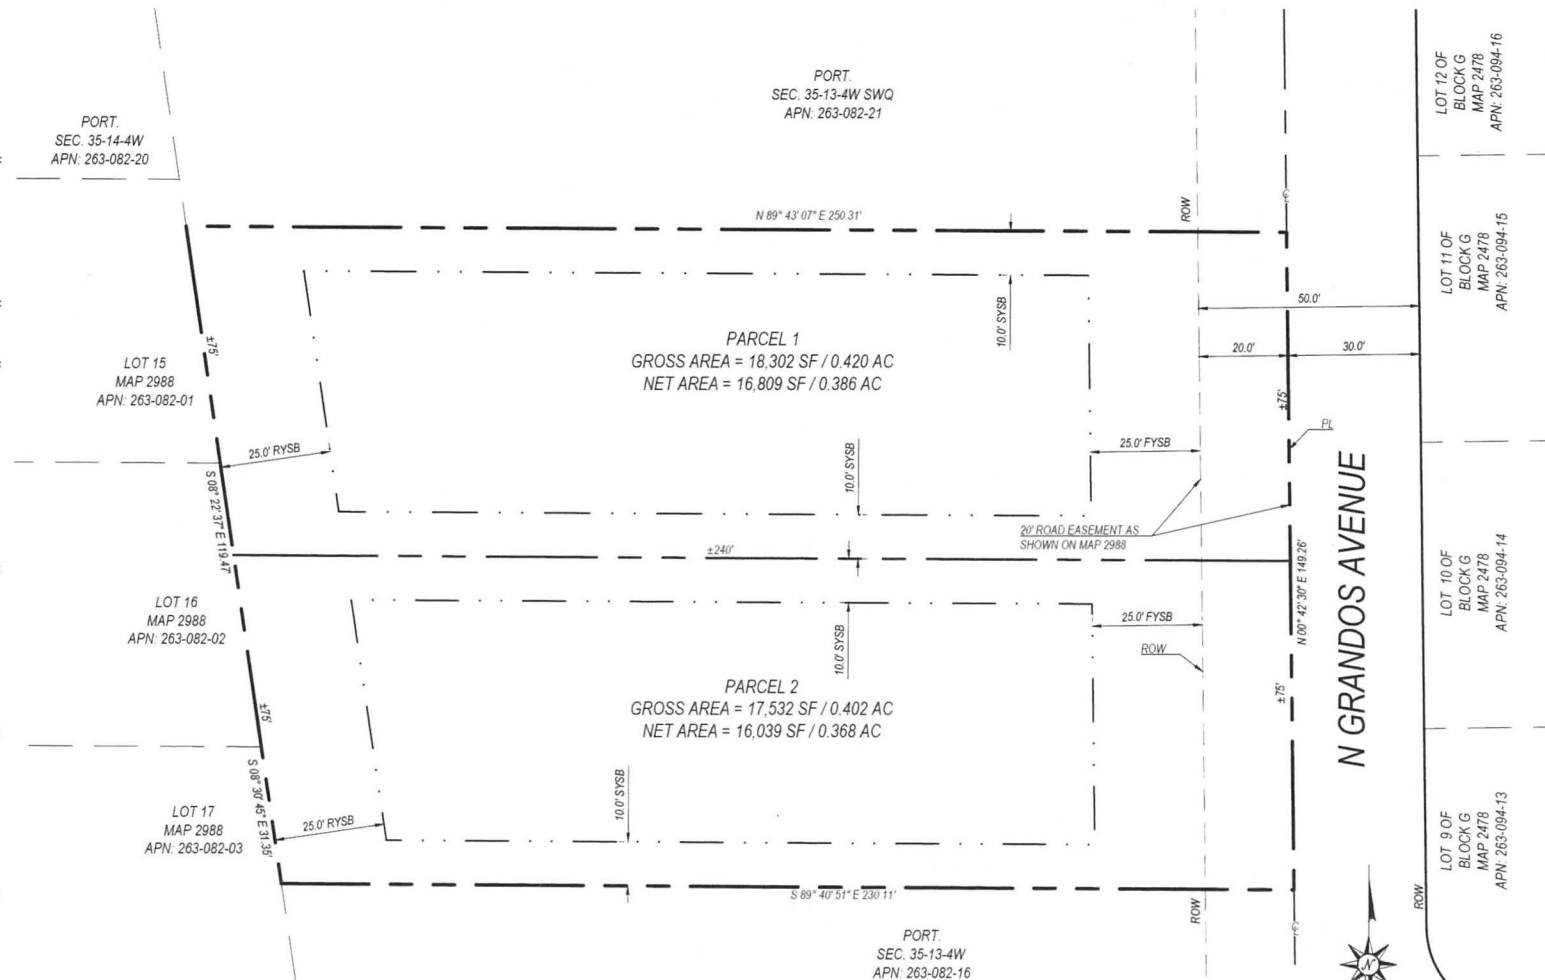 PORT.
SEC. 35-14-4W
APN: 263-082-20
PORT.
SEC. 35-13-4W SWQ
APN: 263-082-21
LOT 12 OF
BLOCK G
MAP 2478
APN: 263-094-16
N 89° 43' 07" E 250.31'
ROW
LOT 11 OF
BLOCK G
MAP 2478
APN: 263-094-15
50.0'
20.0'
30.0'
10.0' SYSB
±75'
PARCEL 1
GROSS AREA = 18,302 SF / 0.420 AC
NET AREA = 16,809 SF / 0.386 AC
LOT 15
MAP 2988
APN: 263-082-01
±75'
PL
25.0' RYSB
25.0' FYSB
10.0' SYSB
S 08° 22' 37" E 119.47'
20' ROAD EASEMENT AS
SHOWN ON MAP 2988
±240'
N 00° 42' 30" E 149.26'
N GRANDOS AVENUE
LOT 10 OF
BLOCK G
MAP 2478
APN: 263-094-14
LOT 16
MAP 2988
APN: 263-082-02
10.0' SYSB
25.0' FYSB
ROW
PARCEL 2
GROSS AREA = 17,532 SF / 0.402 AC
NET AREA = 16,039 SF / 0.368 AC
±75'
±75'
S 08° 30' 45" E 31.35'
LOT 17
MAP 2988
APN: 263-082-03
25.0' RYSB
10.0' SYSB
LOT 9 OF
BLOCK G
MAP 2478
APN: 263-094-13
S 89° 40' 51" E 230.11'
ROW
ROW
PORT.
SEC. 35-13-4W
APN: 263-082-16
N